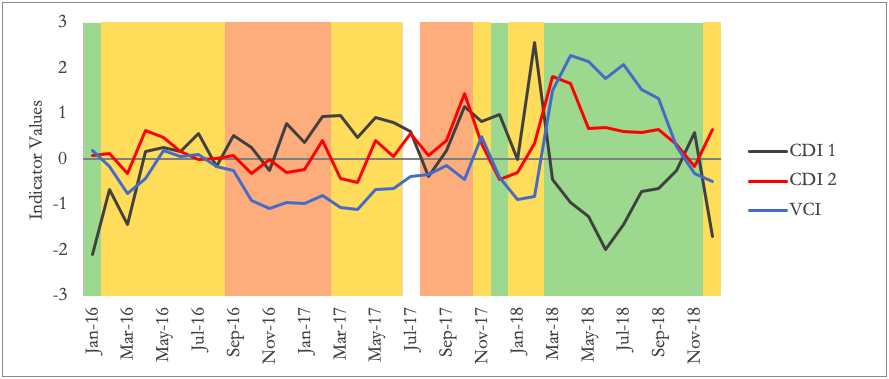 3
2
1
0
-1
-2
-3
Indicator Values
Jan-16
Mar-16
May-16
Jul-16
Sep-16
Nov-16
Jan-17
Mar-17
May-17
Jul-17
Sep-17
Nov-17
Jan-18
Mar-18
May-18
Jul-18
Sep-18
Nov-18
CDI 1
CDI 2
VCI